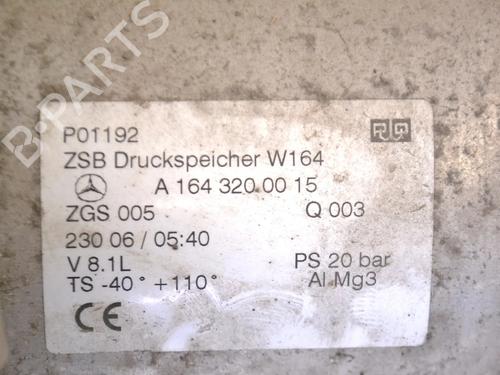 P01192
ZSB Druckspeicher W164
A 164 320 00 15
ZGS 005 Q 003
230 06 / 05:40
V 8.1L PS 20 bar
TS -40° +110° Al Mg3
CE
B-PARTS